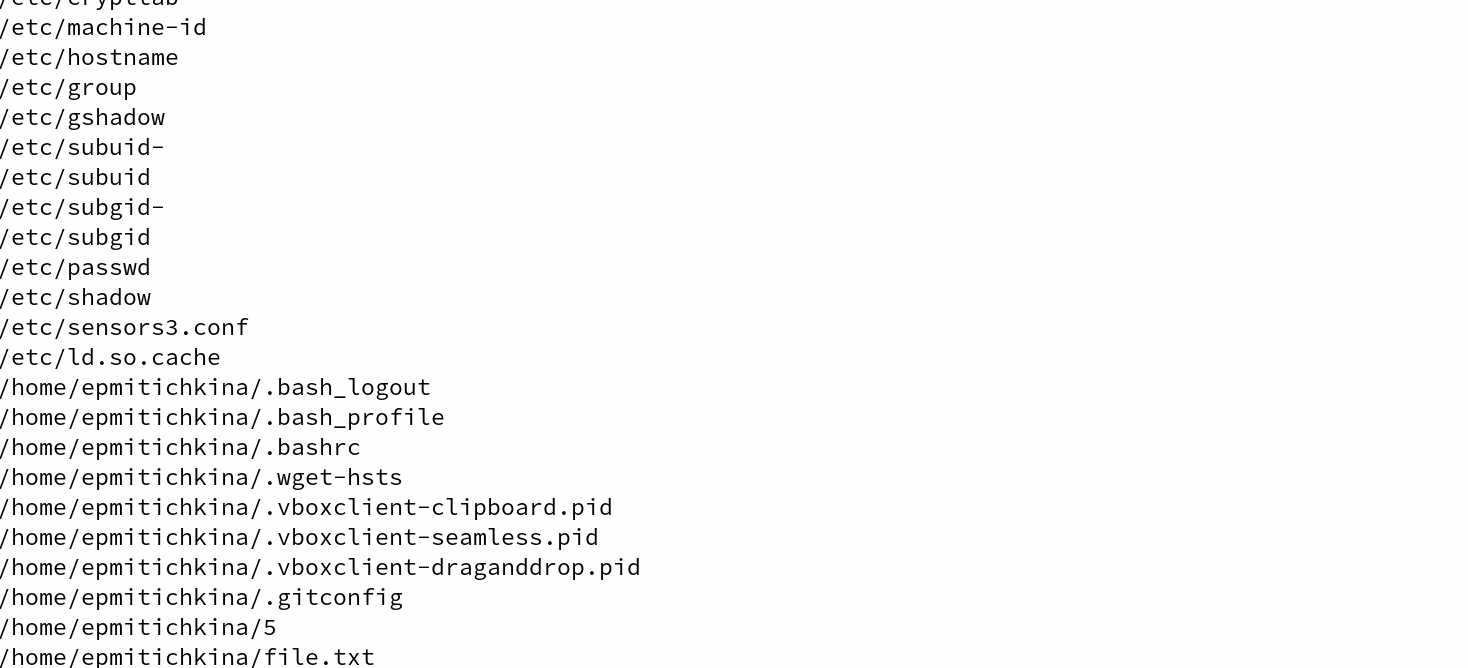 /etc/crypttab
/etc/machine-id
/etc/hostname
/etc/group
/etc/gshadow
/etc/subuid-
/etc/subuid
/etc/subgid-
/etc/subgid
/etc/passwd
/etc/shadow
/etc/sensors3.conf
/etc/ld.so.cache
/home/epmitichkina/.bash_logout
/home/epmitichkina/.bash_profile
/home/epmitichkina/.bashrc
/home/epmitichkina/.wget-hsts
/home/epmitichkina/.vboxclient-clipboard.pid
/home/epmitichkina/.vboxclient-seamless.pid
/home/epmitichkina/.vboxclient-draganddrop.pid
/home/epmitichkina/.gitconfig
/home/epmitichkina/5
/home/epmitichkina/file.txt